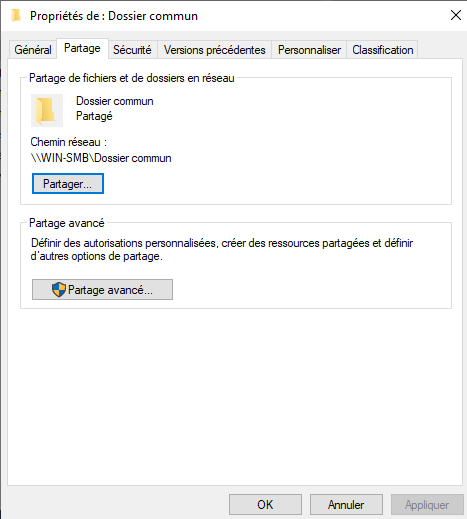 Propriétés de : Dossier commun
Général Partage Sécurité Versions précédentes Personnaliser Classification
Partage de fichiers et de dossiers en réseau
Dossier commun
Partagé
Chemin réseau :
\\WIN-SMB\Dossier commun
Partager...
Partage avancé
Définir des autorisations personnalisées, créer des ressources partagées et définir
d'autres options de partage.
Partage avancé...
OK Annuler Appliquer